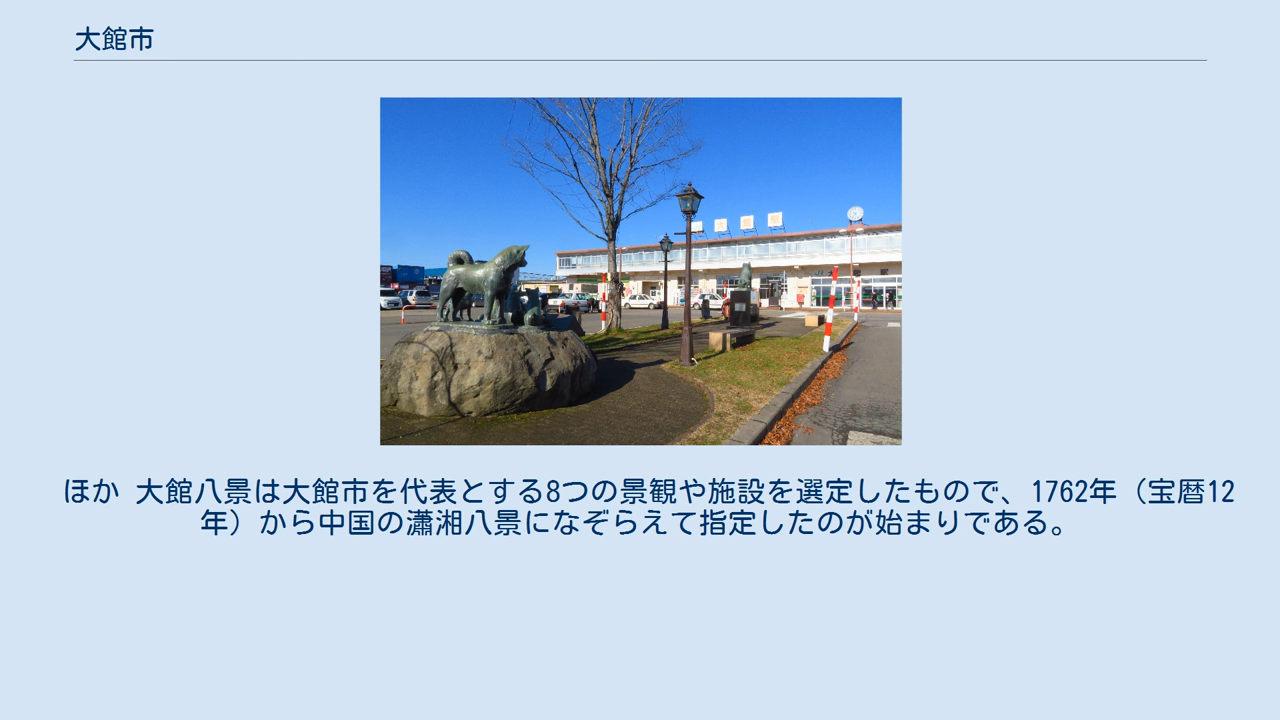 大館市
ほか 大館八景は大館市を代表とする8つの景観や施設を選定したもので、1762年（宝暦12
年）から中国の瀟湘八景になぞらえて指定したのが始まりである。